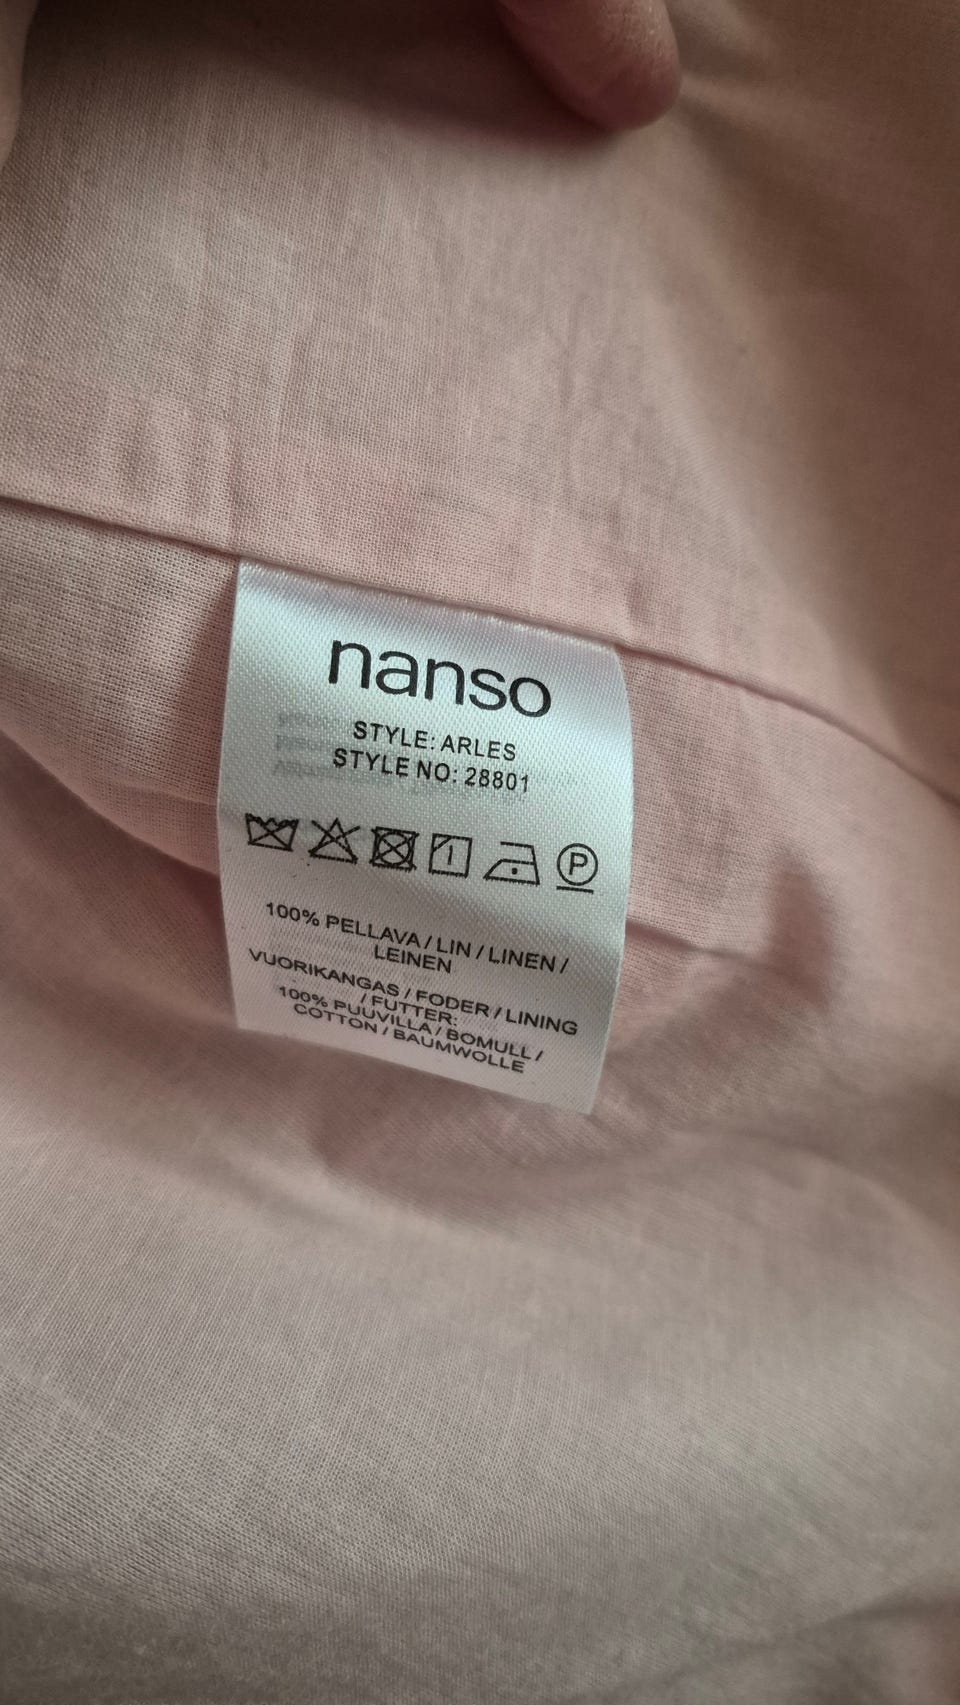 nanso
STYLE: ARLES
STYLE NO: 28801
P
100% PELLAVA / LIN / LINEN /
LEINEN
VUORIKANGAS / FODER / LINING
/ FUTTER:
100% PUUVILLA / BOMULL /
COTTON / BAUMWOLLE